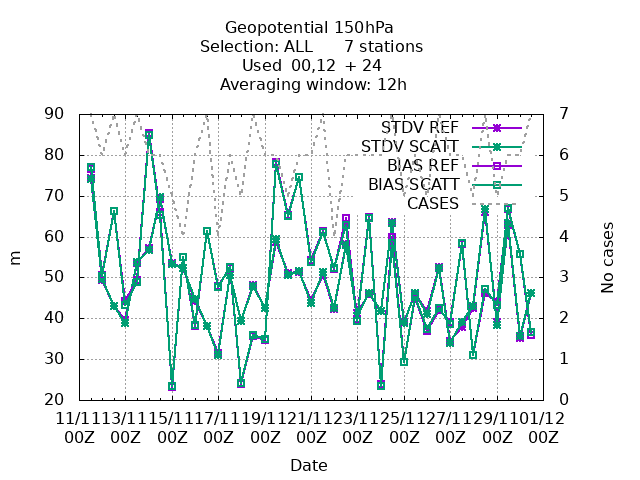 Geopotential 150hPa
Selection: ALL 7 stations
Used 00,12 + 24
Averaging window: 12h
90
80
70
60
50
40
30
20
m
7
6
5
4
3
2
1
0
No cases
STDV REF
STDV SCATT
BIAS REF
BIAS SCATT
CASES
11/11 13/11 15/11 17/11 19/11 21/11 23/11 25/11 27/11 29/11 01/12
00Z 00Z 00Z 00Z 00Z 00Z 00Z 00Z 00Z 00Z 00Z
Date